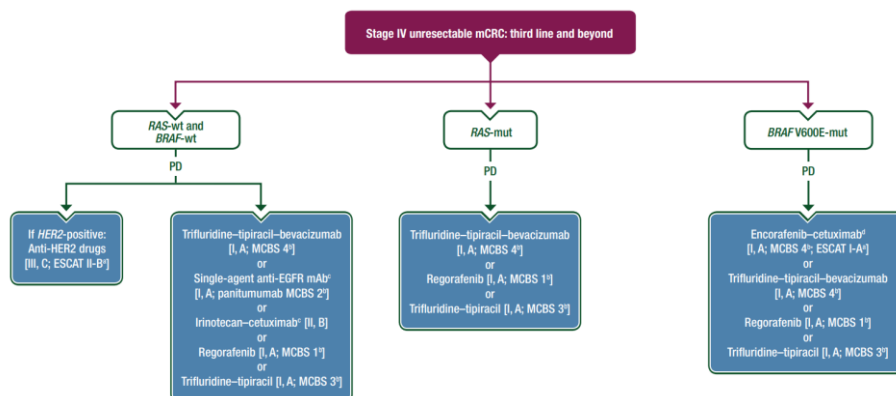 Stage IV unresectable mCRC: third line and beyond
RAS-wt and
BRAF-wt
RAS-mut
BRAF V600E-mut
PD
PD
PD
If HER2-positive:
Anti-HER2 drugs
[III, C; ESCAT II-Bᵃ]
Trifluridine–tipiracil–bevacizumab
[I, A; MCBS 4ᵇ]
or
Single-agent anti-EGFR mAbᶜ
[I, A; panitumumab MCBS 2ᵇ]
or
Irinotecan–cetuximabᶜ [II, B]
or
Regorafenib [I, A; MCBS 1ᵇ]
or
Trifluridine–tipiracil [I, A; MCBS 3ᵇ]
Trifluridine–tipiracil–bevacizumab
[I, A; MCBS 4ᵇ]
or
Regorafenib [I, A; MCBS 1ᵇ]
or
Trifluridine–tipiracil [I, A; MCBS 3ᵇ]
Encorafenib–cetuximabᵈ
[I, A; MCBS 4ᵇ; ESCAT I-Aᵃ]
or
Trifluridine–tipiracil–bevacizumab
[I, A; MCBS 4ᵇ]
or
Regorafenib [I, A; MCBS 1ᵇ]
or
Trifluridine–tipiracil [I, A; MCBS 3ᵇ]